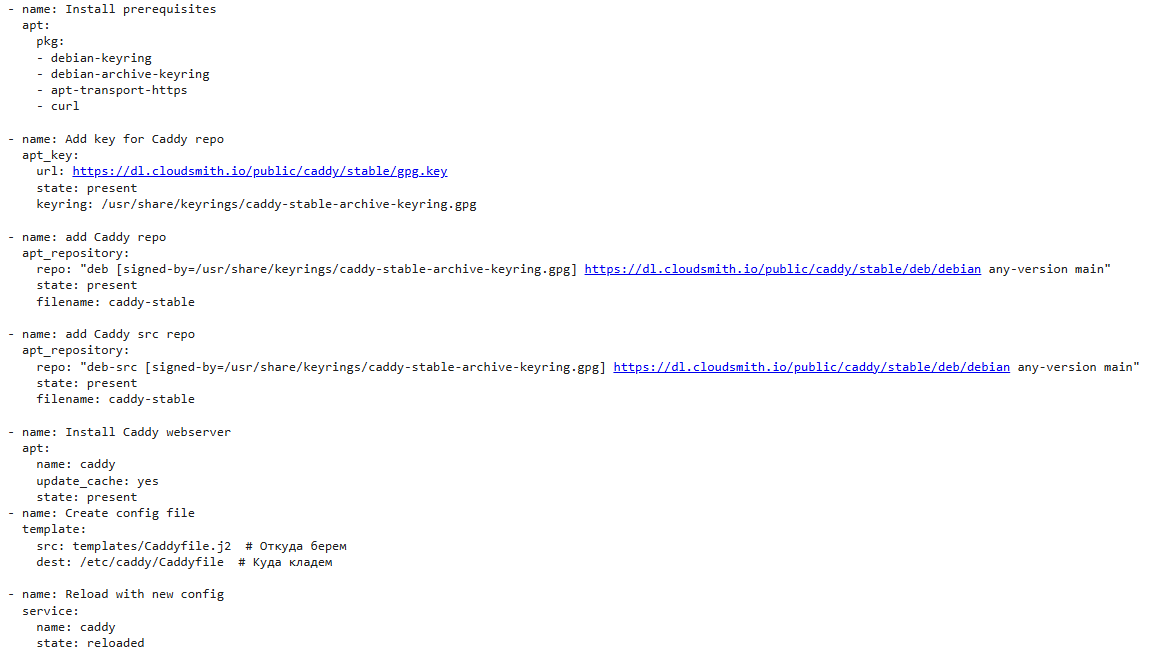 - name: Install prerequisites
  apt:
    pkg:
    - debian-keyring
    - debian-archive-keyring
    - apt-transport-https
    - curl

- name: Add key for Caddy repo
  apt_key:
    url: https://dl.cloudsmith.io/public/caddy/stable/gpg.key
    state: present
    keyring: /usr/share/keyrings/caddy-stable-archive-keyring.gpg

- name: add Caddy repo
  apt_repository:
    repo: "deb [signed-by=/usr/share/keyrings/caddy-stable-archive-keyring.gpg] https://dl.cloudsmith.io/public/caddy/stable/deb/debian any-version main"
    state: present
    filename: caddy-stable

- name: add Caddy src repo
  apt_repository:
    repo: "deb-src [signed-by=/usr/share/keyrings/caddy-stable-archive-keyring.gpg] https://dl.cloudsmith.io/public/caddy/stable/deb/debian any-version main"
    state: present
    filename: caddy-stable

- name: Install Caddy webserver
  apt:
    name: caddy
    update_cache: yes
    state: present
- name: Create config file
  template:
    src: templates/Caddyfile.j2  # Откуда берем
    dest: /etc/caddy/Caddyfile  # Куда кладем

- name: Reload with new config
  service:
    name: caddy
    state: reloaded